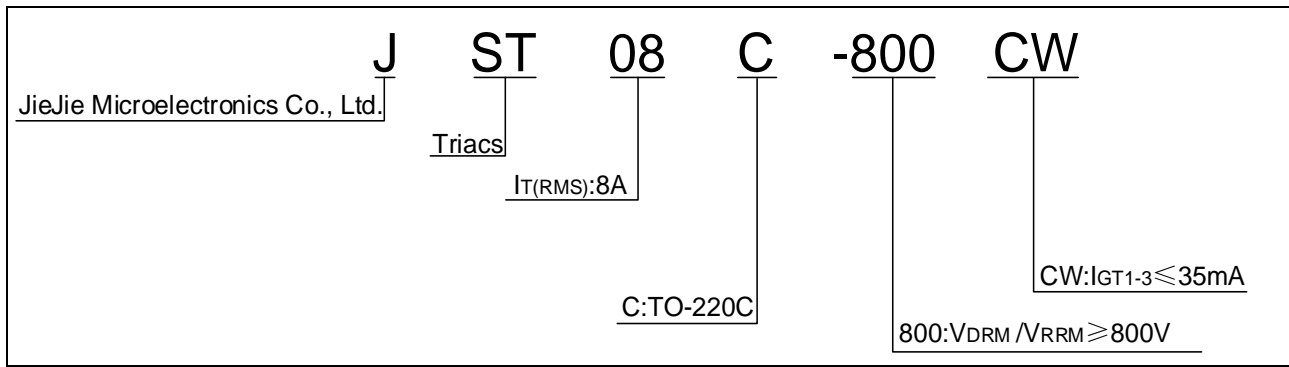 J ST 08 C -800 CW
JieJie Microelectronics Co., Ltd.
Triacs
IT(RMS):8A
CW:IGT1-3≤35mA
C:TO-220C
800:VDRM /VRRM≥800V